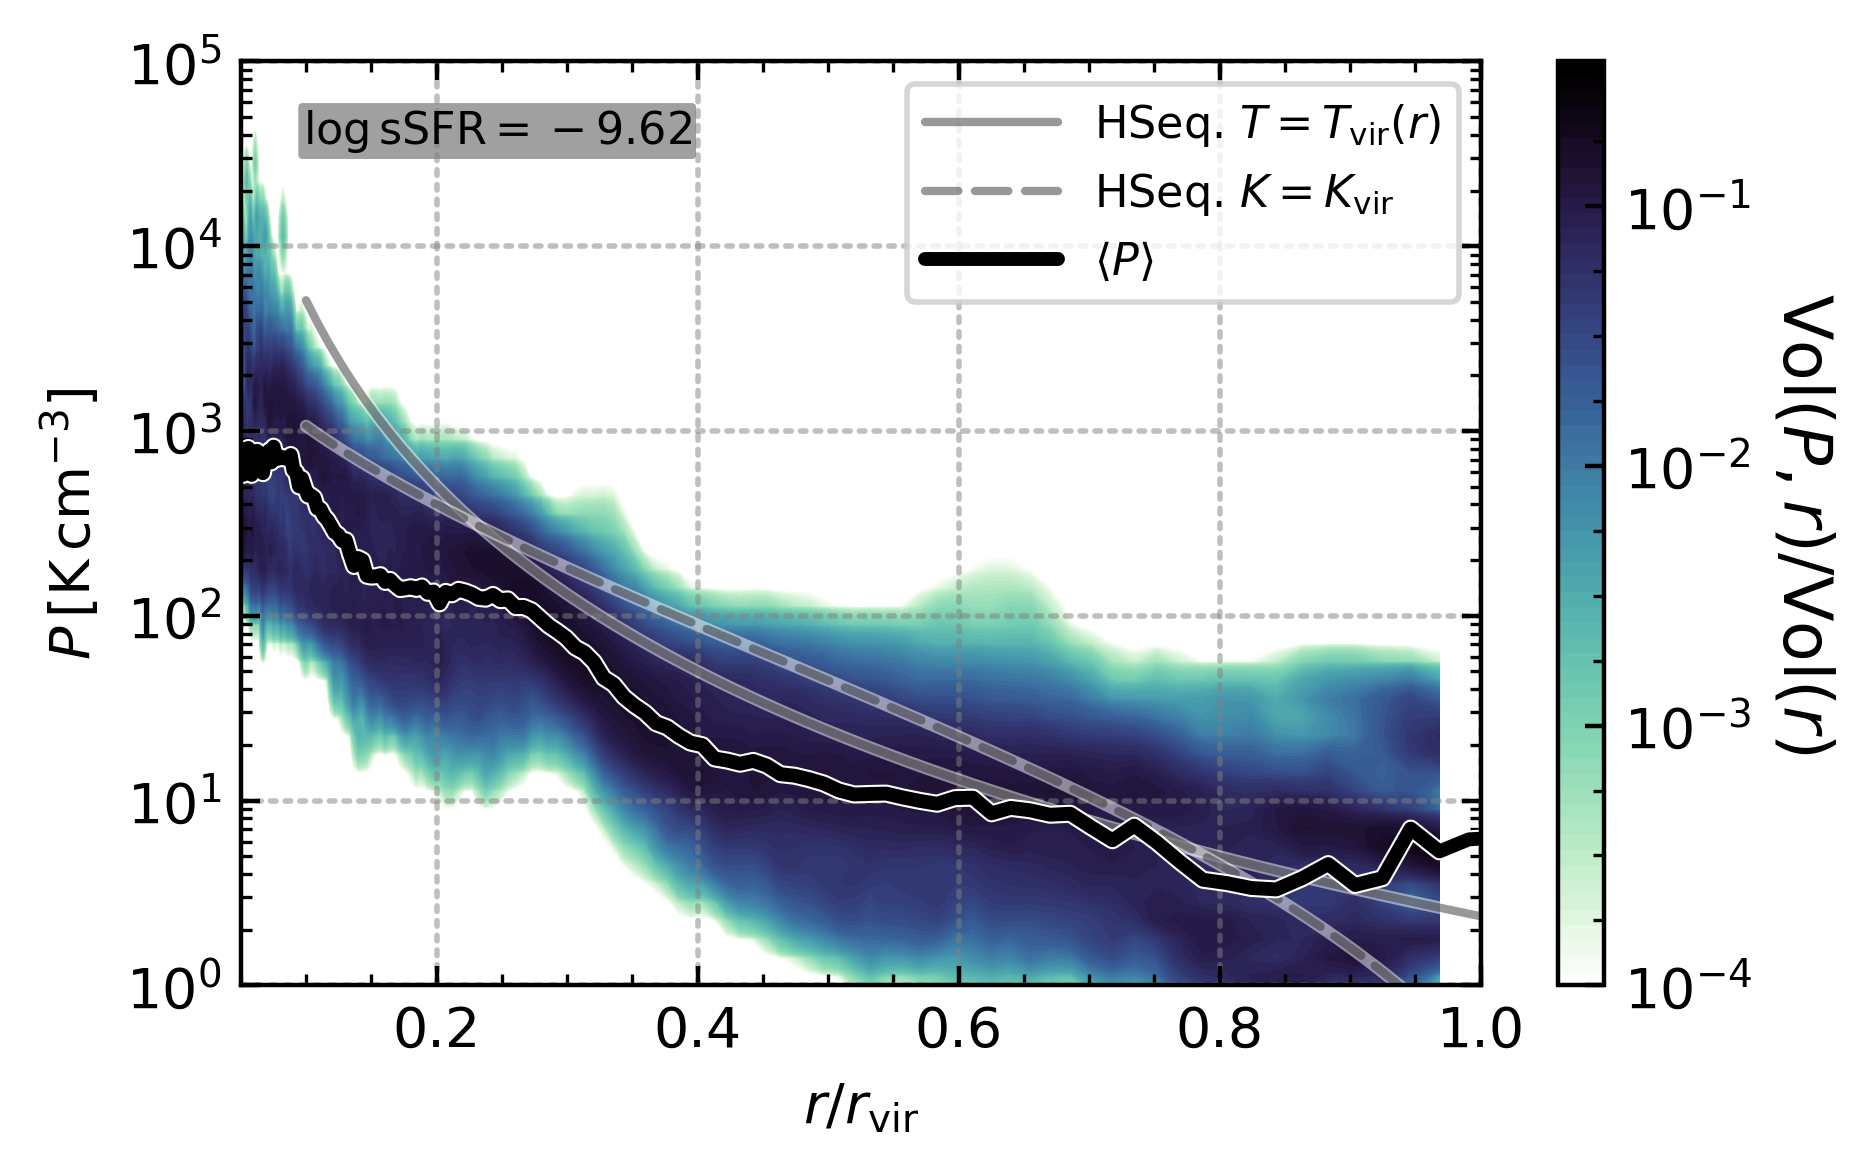 log sSFR = −9.62
HSeq. T = T_vir(r)
HSeq. K = K_vir
⟨P⟩
10^5
10^4
10^3
10^2
10^1
10^0
P [K cm^−3]
0.2 0.4 0.6 0.8 1.0
r/r_vir
10^−1
10^−2
10^−3
10^−4
Vol(P, r)/Vol(r)